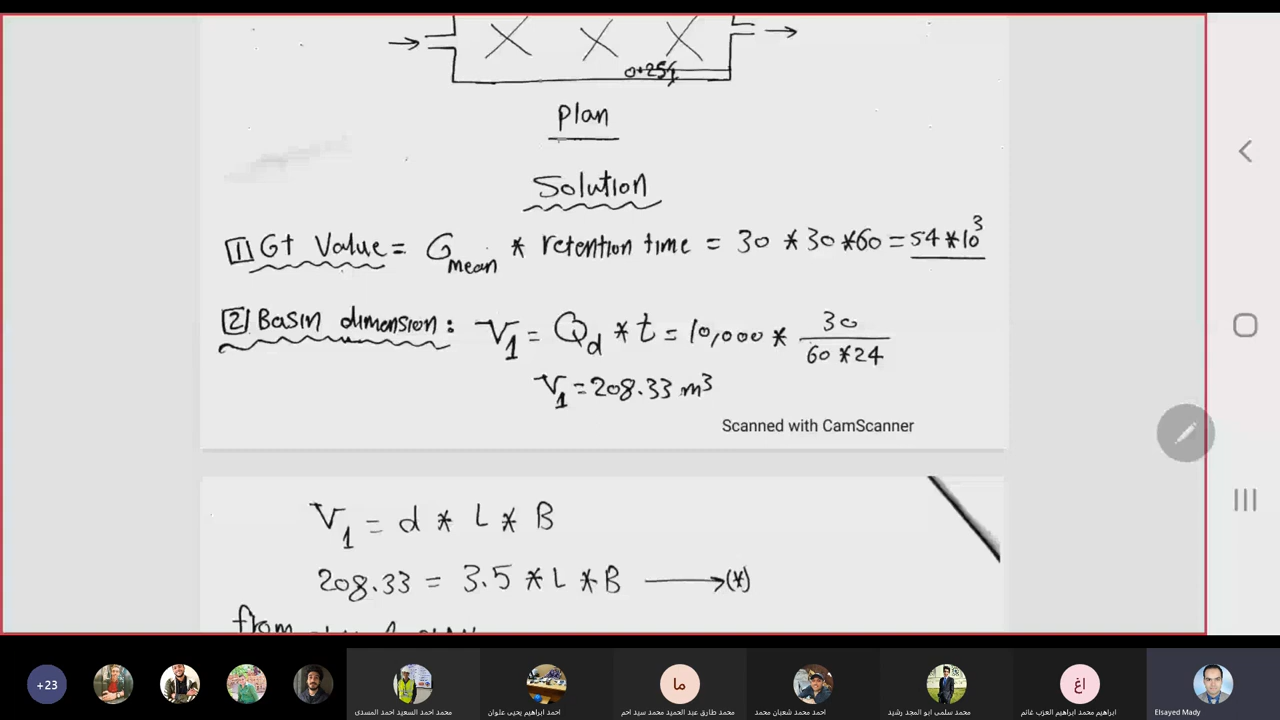 0.25
Plan
Solution
1 Gt Value = Gmean * retention time = 30 * 30 * 60 = 54 * 10³
2 Basin dimension: V₁ = Qd * t = 10,000 * 30 / 60 * 24
V₁ = 208.33 m³
Scanned with CamScanner
V₁ = d * L * B
208.33 = 3.5 * L * B → (*)
from
+23
محمد احمد السعيد احمد المسدى
احمد ابراهيم يحيى علوان
ما
محمد طارق عبد الحميد محمد سيد احم
احمد محمد شعبان محمد
محمد سلمى ابو المجد رشيد
اغ
ابراهيم محمد ابراهيم العزب غانم
Elsayed Mady